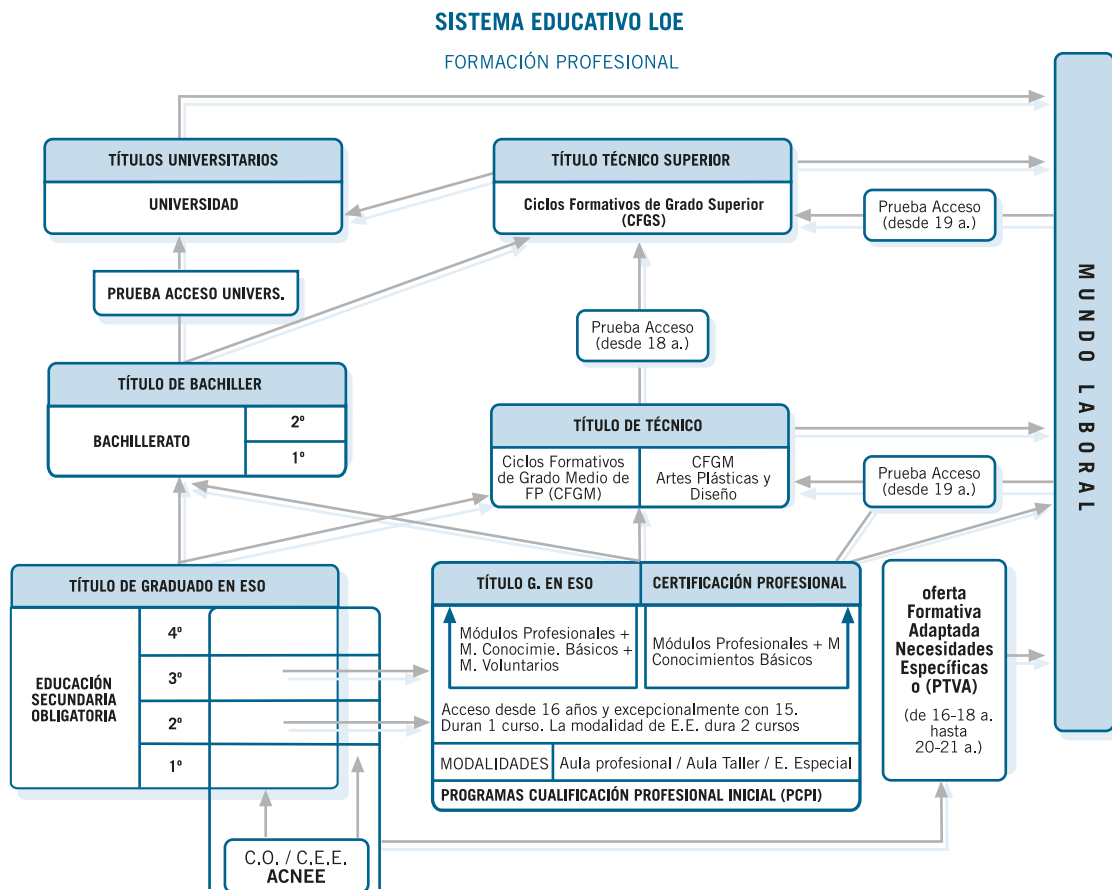 SISTEMA EDUCATIVO LOE
FORMACIÓN PROFESIONAL
TÍTULOS UNIVERSITARIOS
UNIVERSIDAD
TÍTULO TÉCNICO SUPERIOR
Ciclos Formativos de Grado Superior
(CFGS)
Prueba Acceso
(desde 19 a.)
MUNDO LABORAL
PRUEBA ACCESO UNIVERS.
Prueba Acceso
(desde 18 a.)
TÍTULO DE BACHILLER
BACHILLERATO
2º
1º
TÍTULO DE TÉCNICO
Ciclos Formativos
de Grado Medio de
FP (CFGM)
CFGM
Artes Plásticas y
Diseño
Prueba Acceso
(desde 19 a.)
TÍTULO DE GRADUADO EN ESO
EDUCACIÓN
SECUNDARIA
OBLIGATORIA
4º
3º
2º
1º
TÍTULO G. EN ESO
CERTIFICACIÓN PROFESIONAL
Módulos Profesionales +
M. Conocimie. Básicos +
M. Voluntarios
Módulos Profesionales + M
Conocimientos Básicos
Acceso desde 16 años y excepcionalmente con 15.
Duran 1 curso. La modalidad de E.E. dura 2 cursos
MODALIDADES
Aula profesional / Aula Taller / E. Especial
PROGRAMAS CUALIFICACIÓN PROFESIONAL INICIAL (PCPI)
oferta
Formativa
Adaptada
Necesidades
Específicas
o (PTVA)
(de 16-18 a.
hasta
20-21 a.)
C.O. / C.E.E.
ACNEE